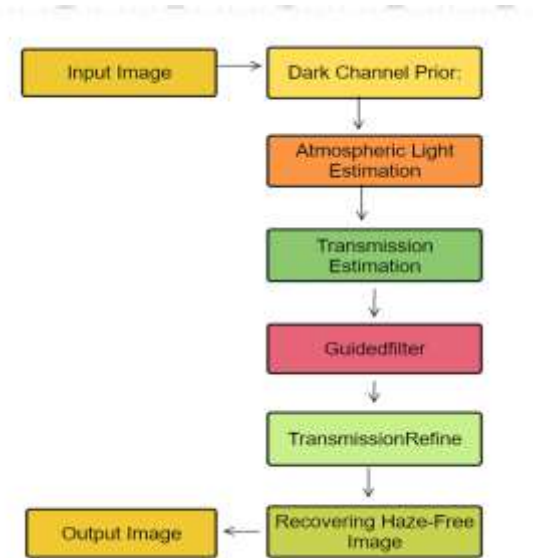 Input Image
Dark Channel Prior:
Atmospheric Light
Estimation
Transmission
Estimation
Guidedfilter
TransmissionRefine
Recovering Haze-Free
Image
Output Image